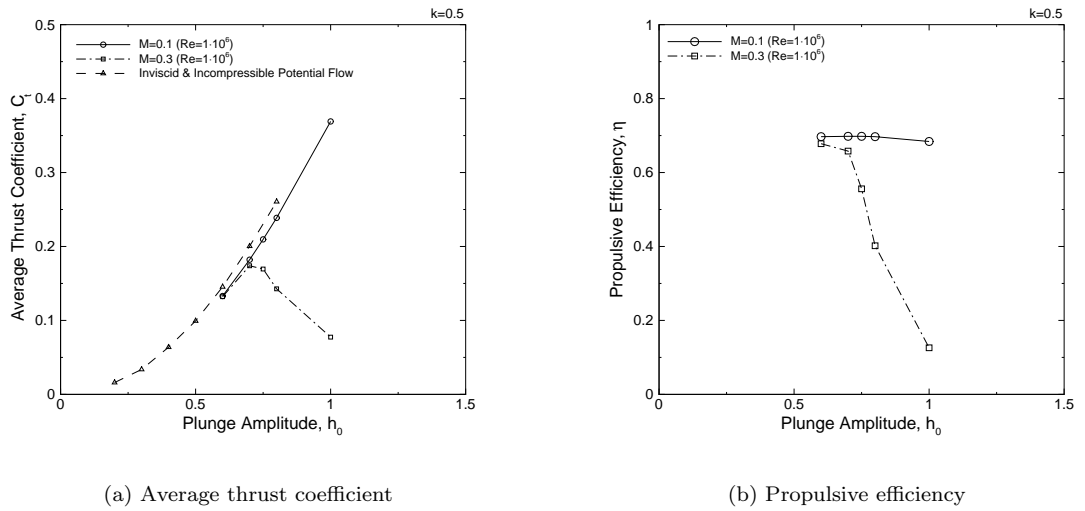 k=0.5
M=0.1 (Re=1·10⁶)
M=0.3 (Re=1·10⁶)
Inviscid & Incompressible Potential Flow
Average Thrust Coefficient, Cₜ
0.5
0.4
0.3
0.2
0.1
0
0 0.5 1 1.5
Plunge Amplitude, h₀
(a) Average thrust coefficient
k=0.5
M=0.1 (Re=1·10⁶)
M=0.3 (Re=1·10⁶)
Propulsive Efficiency, η
1
0.8
0.6
0.4
0.2
0
0 0.5 1 1.5
Plunge Amplitude, h₀
(b) Propulsive efficiency